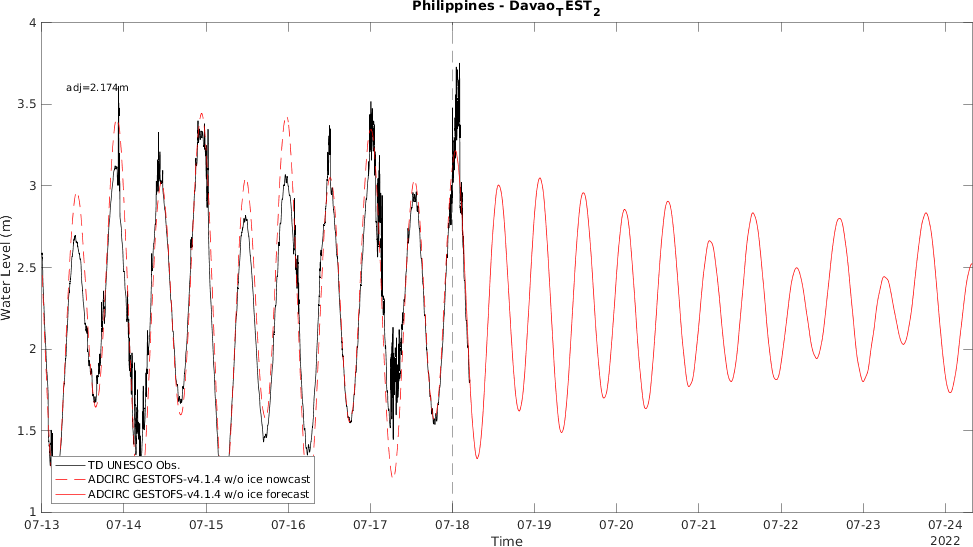 Philippines - Davao_TEST_2
4
3.5
3
2.5
2
1.5
1
Water Level (m)
adj=2.174m
TD UNESCO Obs.
ADCIRC GESTOFS-v4.1.4 w/o ice nowcast
ADCIRC GESTOFS-v4.1.4 w/o ice forecast
07-13 07-14 07-15 07-16 07-17 07-18 07-19 07-20 07-21 07-22 07-23 07-24
2022
Time